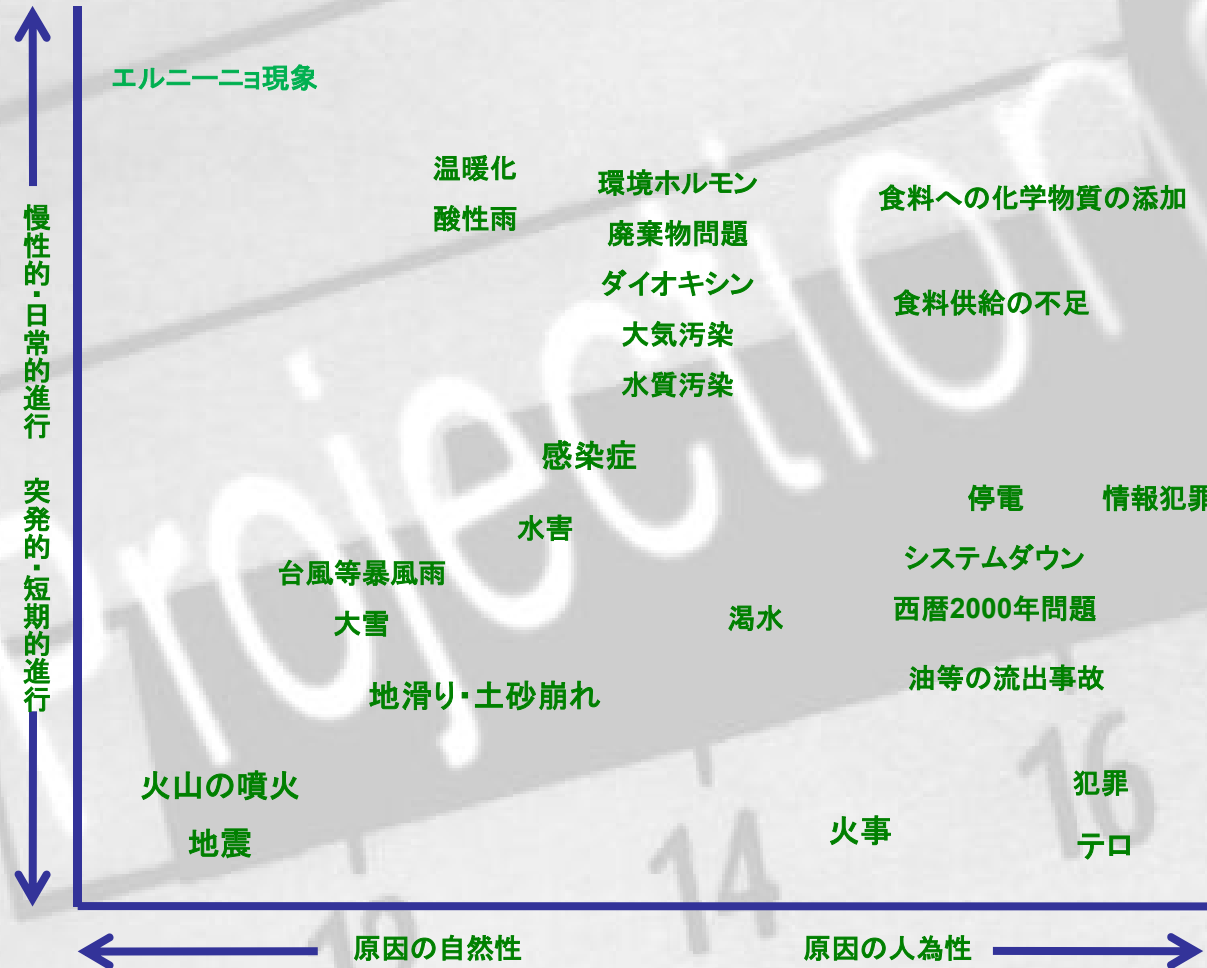 エルニーニョ現象
温暖化
環境ホルモン
食料への化学物質の添加
酸性雨
廃棄物問題
ダイオキシン
食料供給の不足
大気汚染
水質汚染
感染症
停電
情報犯罪
水害
システムダウン
台風等暴風雨
西暦2000年問題
大雪
渇水
油等の流出事故
地滑り・土砂崩れ
火山の噴火
犯罪
火事
地震
テロ
慢性的・日常的進行
突発的・短期的進行
原因の自然性
原因の人為性
Projection
14
16